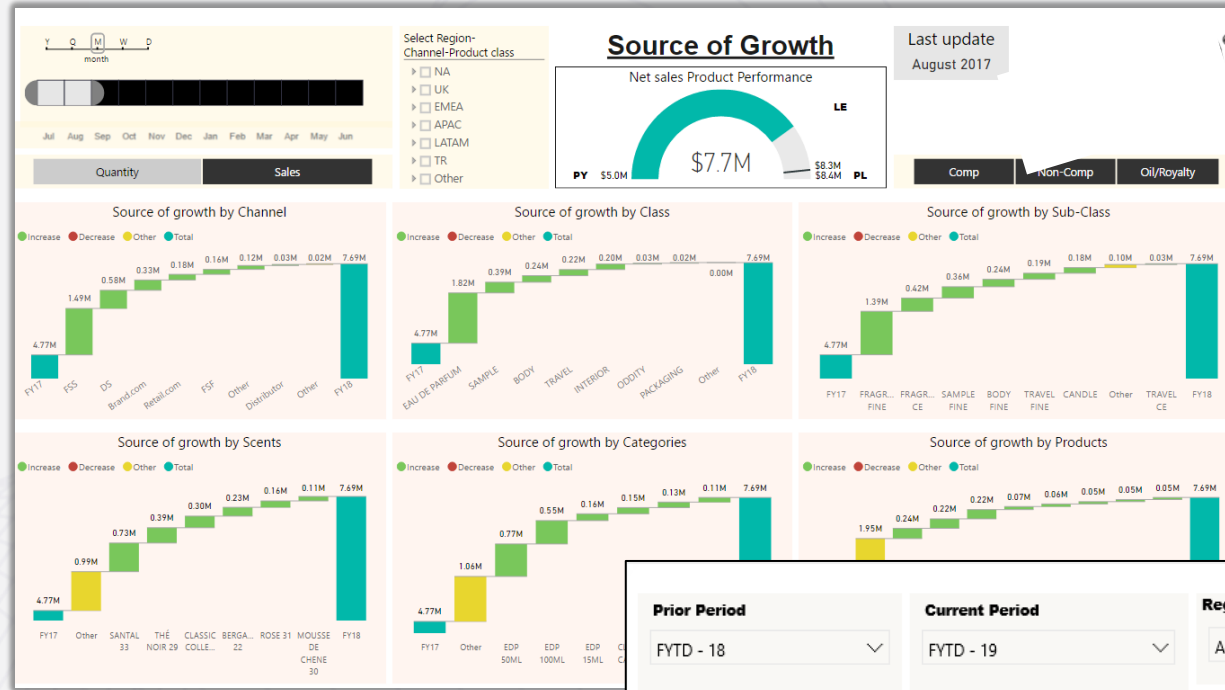 Y Q M W D
month
Jul Aug Sep Oct Nov Dec Jan Feb Mar Apr May Jun
Quantity Sales
Select Region-
Channel-Product class
NA
UK
EMEA
APAC
LATAM
TR
Other
Source of Growth
Net sales Product Performance
LE
$7.7M
PY $5.0M
$8.3M
$8.4M PL
Last update
August 2017
Comp Non-Comp Oil/Royalty
Source of growth by Channel
Increase Decrease Other Total
4.77M 1.49M 0.58M 0.33M 0.18M 0.16M 0.12M 0.03M 0.02M 7.69M
FY17 FSS DS Brand.com Retail.com FSF Other Distributor Other FY18
Source of growth by Class
Increase Decrease Other Total
4.77M 1.82M 0.39M 0.24M 0.22M 0.20M 0.03M 0.02M 0.00M 7.69M
FY17 EAU DE PARFUM SAMPLE BODY TRAVEL INTERIOR ODDITY PACKAGING Other FY18
Source of growth by Sub-Class
Increase Decrease Other Total
4.77M 1.39M 0.42M 0.36M 0.24M 0.19M 0.18M 0.10M 0.03M 7.69M
FY17 FRAGR... FRAGR... SAMPLE BODY TRAVEL CANDLE Other TRAVEL FY18
FINE CE FINE FINE FINE CE
Source of growth by Scents
Increase Decrease Other Total
4.77M 0.99M 0.73M 0.39M 0.30M 0.23M 0.16M 0.11M 7.69M
FY17 Other SANTAL THÉ CLASSIC BERGA... ROSE 31 MOUSSE FY18
33 NOIR 29 COLLE... 22 DE
CHENE
30
Source of growth by Categories
Increase Decrease Other Total
4.77M 1.06M 0.77M 0.55M 0.16M 0.15M 0.13M 0.11M 7.69M
FY17 Other EDP EDP EDP
50ML 100ML 15ML
Source of growth by Products
Increase Decrease Other Total
1.95M 0.24M 0.22M 0.22M 0.07M 0.06M 0.05M 0.05M 0.05M 7.69M
Prior Period
FYTD - 18
Current Period
FYTD - 19